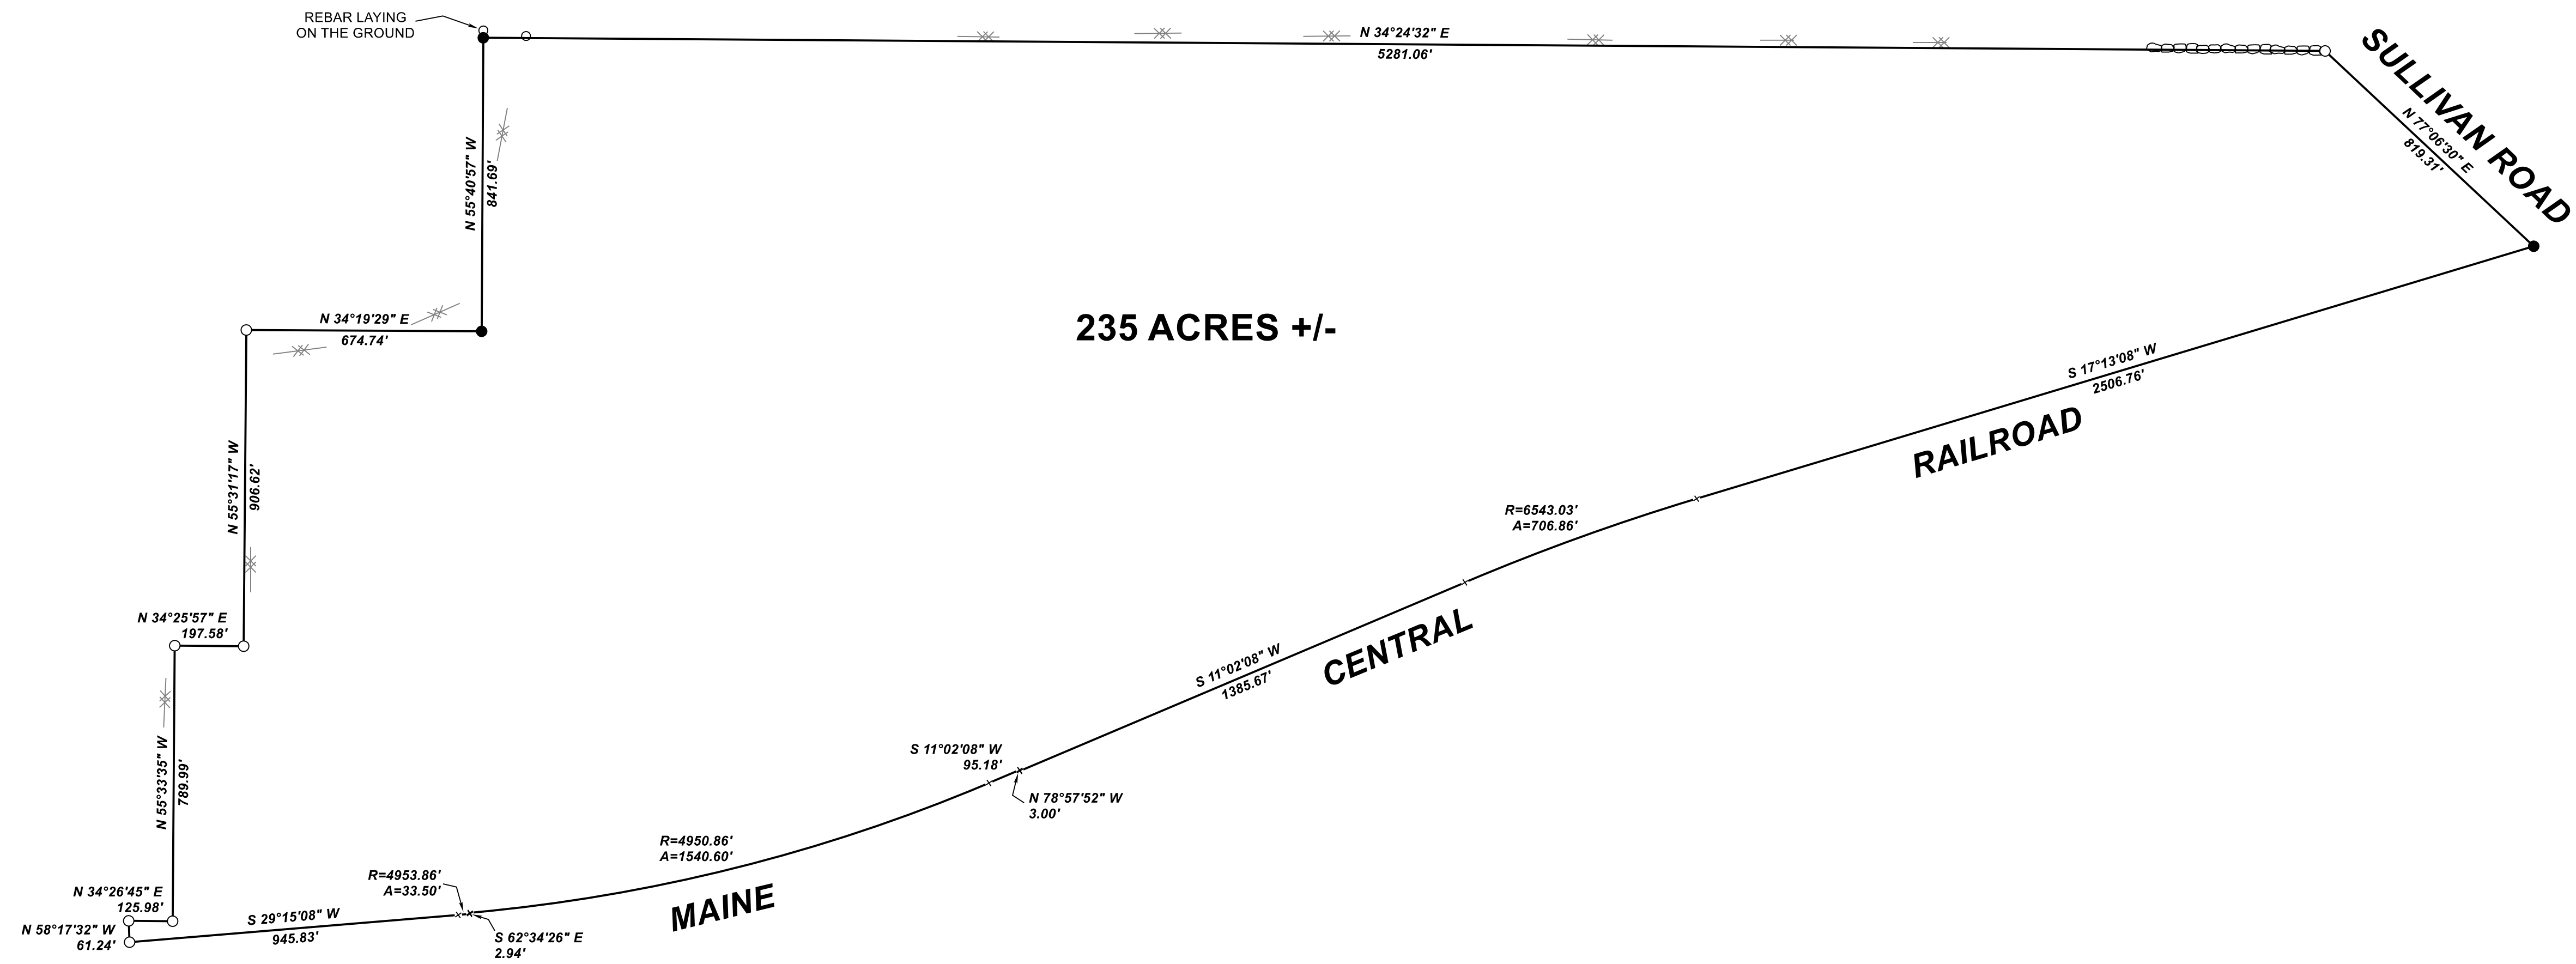 REBAR LAYING
ON THE GROUND
N 34°24'32" E
5281.06'
SULLIVAN ROAD
N 77°06'30" E
819.31'
N 55°40'57" W
841.69'
N 34°19'29" E
674.74'
235 ACRES +/-
S 17°13'08" W
2506.76'
RAILROAD
N 55°31'17" W
906.62'
R=6543.03'
A=706.86'
N 34°25'57" E
197.58'
CENTRAL
S 11°02'08" W
1385.67'
S 11°02'08" W
95.18'
N 78°57'52" W
3.00'
N 55°33'35" W
789.99'
R=4950.86'
A=1540.60'
R=4953.86'
A=33.50'
MAINE
N 34°26'45" E
125.98'
S 29°15'08" W
945.83'
N 58°17'32" W
61.24'
S 62°34'26" E
2.94'